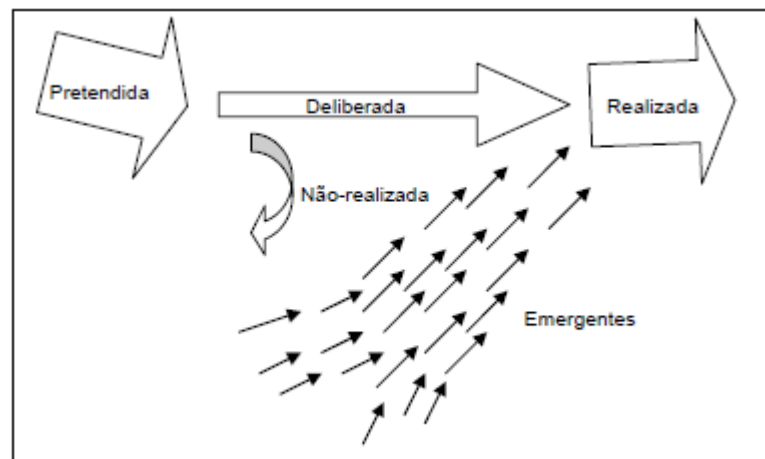 Pretendida
Deliberada
Realizada
Não-realizada
Emergentes